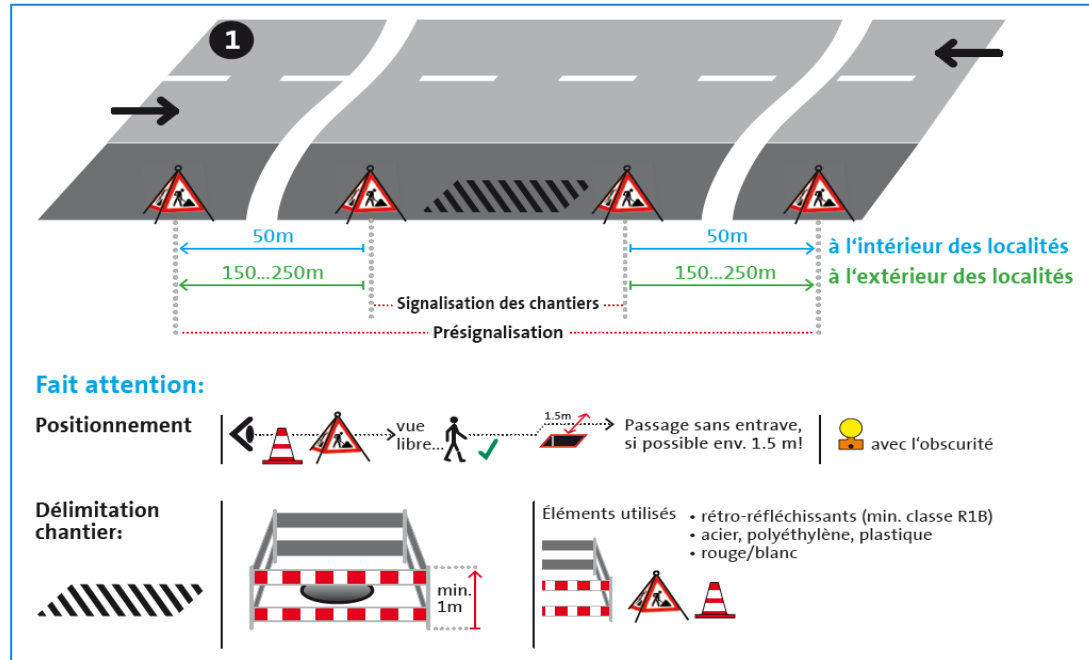 1
50m
50m
à l‘intérieur des localités
150...250m
150...250m
à l‘extérieur des localités
Signalisation des chantiers
Présignalisation
Fait attention:
Positionnement
vue
libre...
1.5m
Passage sans entrave,
si possible env. 1.5 m!
avec l‘obscurité
Délimitation
chantier:
min.
1m
Éléments utilisés
• rétro-réfléchissants (min. classe R1B)
• acier, polyéthylène, plastique
• rouge/blanc